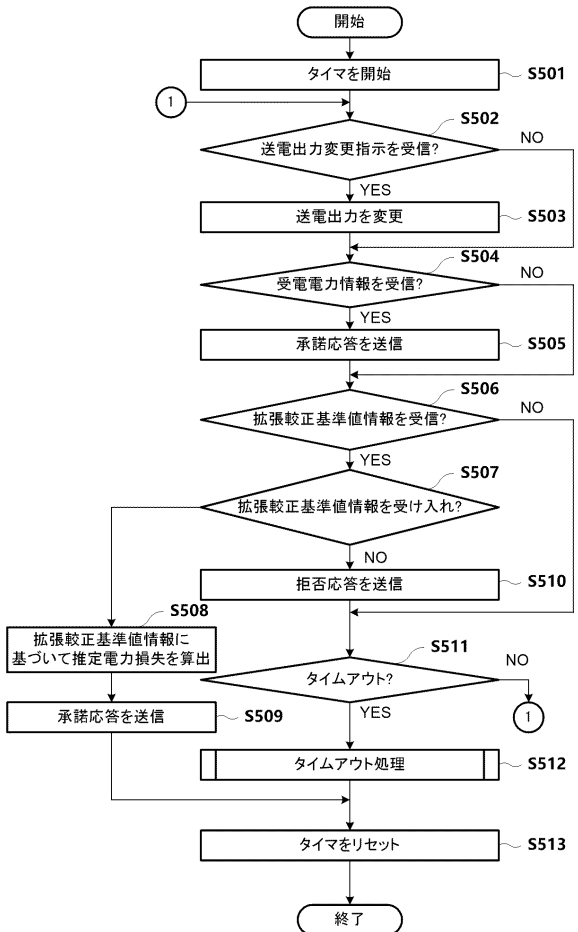 開始
タイマを開始
S501
1
S502
送電出力変更指示を受信?
NO
YES
送電出力を変更
S503
S504
受電電力情報を受信?
NO
YES
承諾応答を送信
S505
S506
拡張較正基準値情報を受信?
NO
YES
S507
拡張較正基準値情報を受け入れ?
NO
拒否応答を送信
S510
S508
拡張較正基準値情報に
基づいて推定電力損失を算出
S511
タイムアウト?
NO
1
承諾応答を送信
S509
YES
タイムアウト処理
S512
タイマをリセット
S513
終了